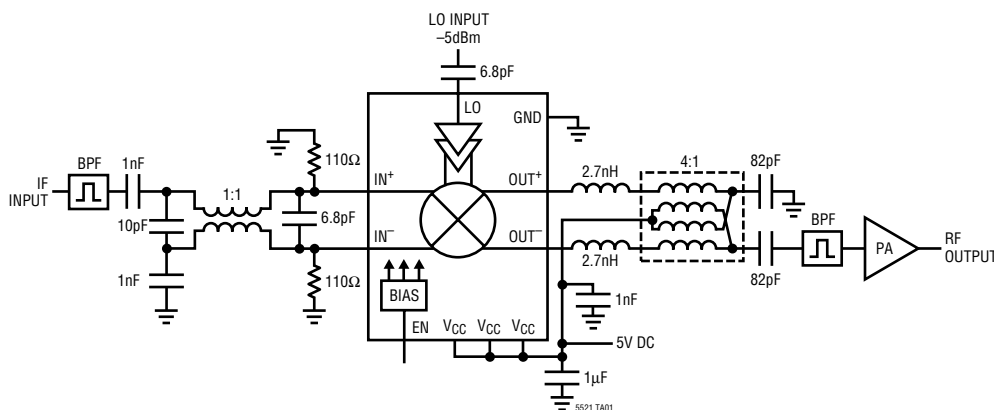 LO INPUT
–5dBm
6.8pF
LO
GND
110Ω
BPF
1nF
1:1
IF
INPUT
10pF
6.8pF
1nF
110Ω
IN+
IN–
OUT+
OUT–
BIAS
EN
VCC
VCC
VCC
2.7nH
4:1
82pF
2.7nH
82pF
BPF
PA
RF
OUTPUT
1nF
5V DC
1µF
5521 TA01